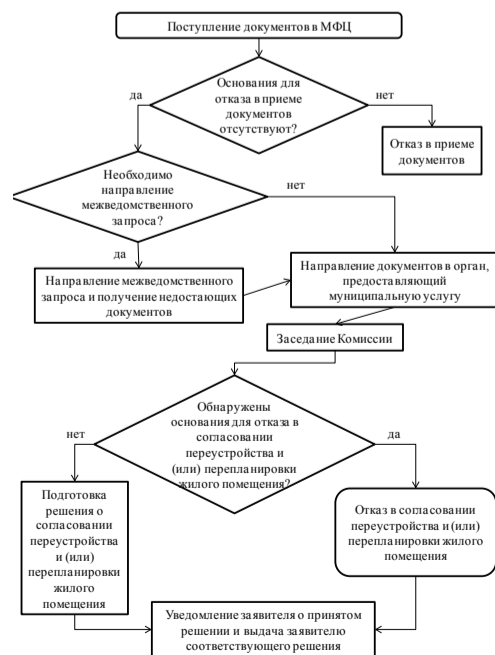 Поступление документов в МФЦ
Основания для
отказа в приеме
документов
отсутствуют?
да
нет
Отказ в приеме
документов
Необходимо
направление
межведомственного
запроса?
нет
да
Направление межведомственного
запроса и получение недостающих
документов
Направление документов в орган,
предоставляющий
муниципальную услугу
Заседание Комиссии
Обнаружены
основания для отказа в
согласовании
переустройства и
(или) перепланировки
жилого помещения?
нет
да
Подготовка
решения о
согласовании
переустройства
и (или)
перепланировки
жилого
помещения
Отказ в согласовании
переустройства и (или)
перепланировки жилого
помещения
Уведомление заявителя о принятом
решении и выдача заявителю
соответствующего решения